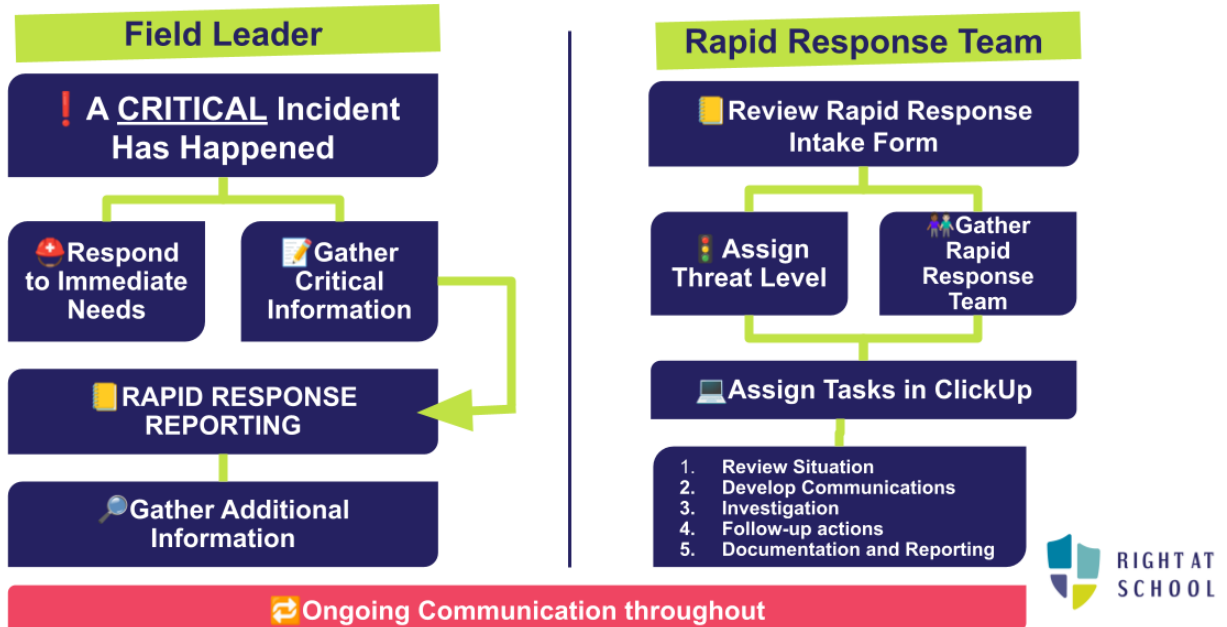 Field Leader
❗A CRITICAL Incident
Has Happened
⛑️Respond
to Immediate
Needs
📝Gather
Critical
Information
📒RAPID RESPONSE
REPORTING
🔎Gather Additional
Information
Rapid Response Team
📒Review Rapid Response
Intake Form
🚦Assign
Threat Level
👫Gather
Rapid
Response
Team
💻Assign Tasks in ClickUp
1. Review Situation
2. Develop Communications
3. Investigation
4. Follow-up actions
5. Documentation and Reporting
🔁Ongoing Communication throughout
RIGHT AT
SCHOOL